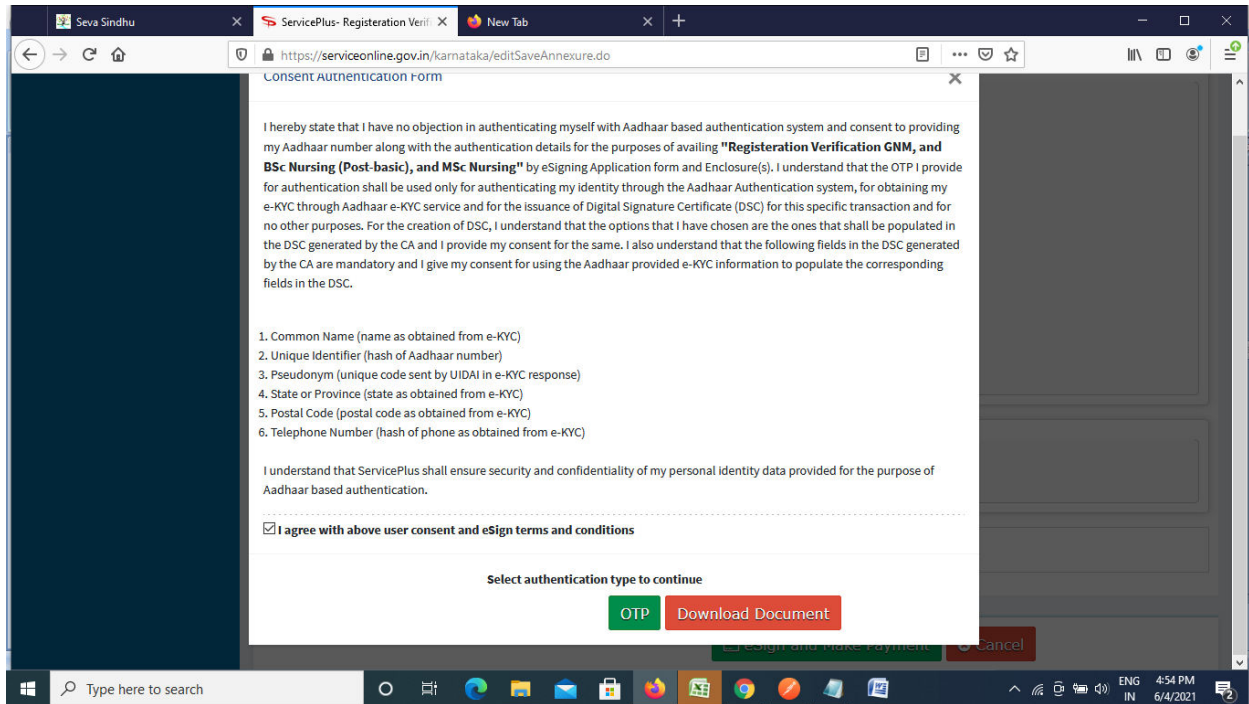 Seva Sindhu
ServicePlus- Registeration Verifi
New Tab
https://serviceonline.gov.in/karnataka/editSaveAnnexure.do
Consent Authentication Form
I hereby state that I have no objection in authenticating myself with Aadhaar based authentication system and consent to providing
my Aadhaar number along with the authentication details for the purposes of availing "Registeration Verification GNM, and
BSc Nursing (Post-basic), and MSc Nursing" by eSigning Application form and Enclosure(s). I understand that the OTP I provide
for authentication shall be used only for authenticating my identity through the Aadhaar Authentication system, for obtaining my
e-KYC through Aadhaar e-KYC service and for the issuance of Digital Signature Certificate (DSC) for this specific transaction and for
no other purposes. For the creation of DSC, I understand that the options that I have chosen are the ones that shall be populated in
the DSC generated by the CA and I provide my consent for the same. I also understand that the following fields in the DSC generated
by the CA are mandatory and I give my consent for using the Aadhaar provided e-KYC information to populate the corresponding
fields in the DSC.
1. Common Name (name as obtained from e-KYC)
2. Unique Identifier (hash of Aadhaar number)
3. Pseudonym (unique code sent by UIDAI in e-KYC response)
4. State or Province (state as obtained from e-KYC)
5. Postal Code (postal code as obtained from e-KYC)
6. Telephone Number (hash of phone as obtained from e-KYC)
I understand that ServicePlus shall ensure security and confidentiality of my personal identity data provided for the purpose of
Aadhaar based authentication.
I agree with above user consent and eSign terms and conditions
Select authentication type to continue
OTP Download Document
eSign and Make Payment Cancel
Type here to search
ENG 4:54 PM
IN 6/4/2021
2